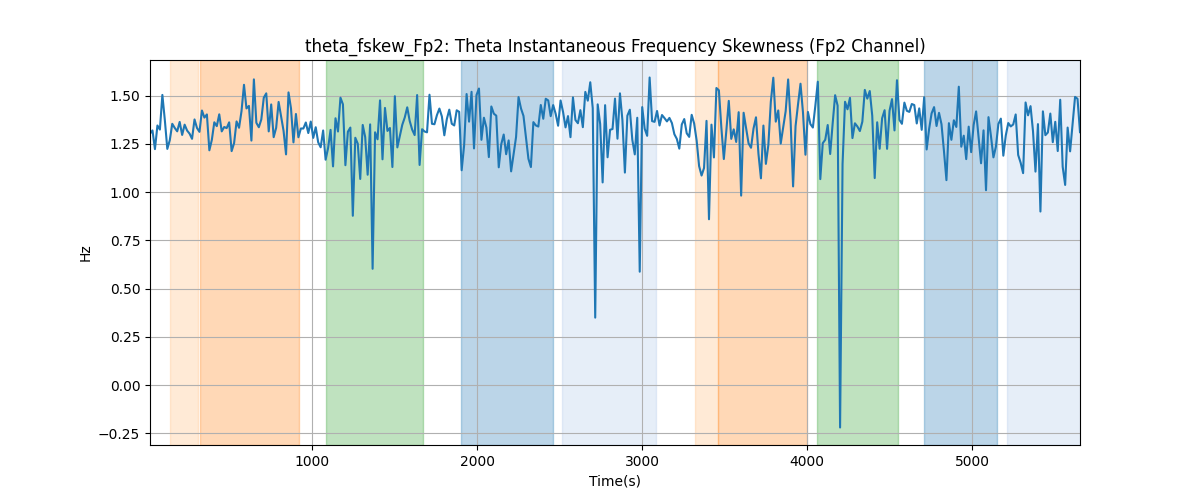 theta_fskew_Fp2: Theta Instantaneous Frequency Skewness (Fp2 Channel)
1.50
1.25
1.00
0.75
0.50
0.25
0.00
−0.25
Hz
1000 2000 3000 4000 5000
Time(s)